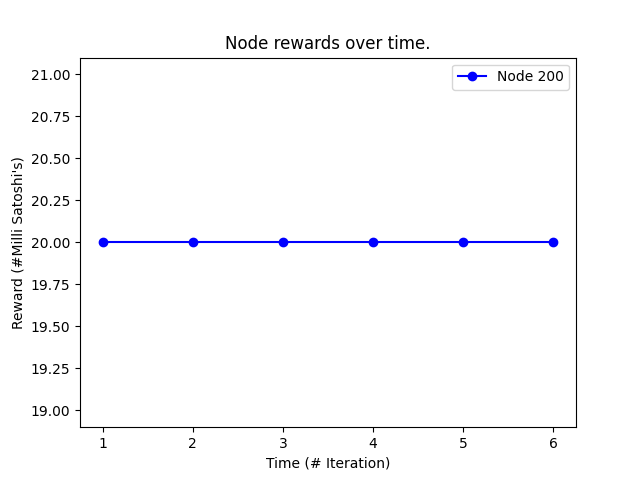 Node rewards over time.
Node 200
21.00
20.75
20.50
20.25
20.00
19.75
19.50
19.25
19.00
Reward (#Milli Satoshi's)
1 2 3 4 5 6
Time (# Iteration)